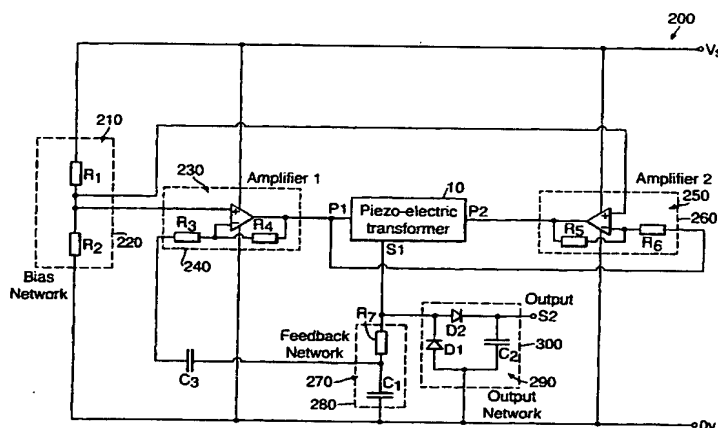 200
Vs
210
R1
R2
220
Bias
Network
230
Amplifier 1
R3
R4
240
P1
10
Piezo-electric
transformer
P2
S1
Amplifier 2
250
260
R5
R6
R7
Feedback
Network
C3
270
280
C1
D2
D1
Output
S2
C2
300
290
Output
Network
0v